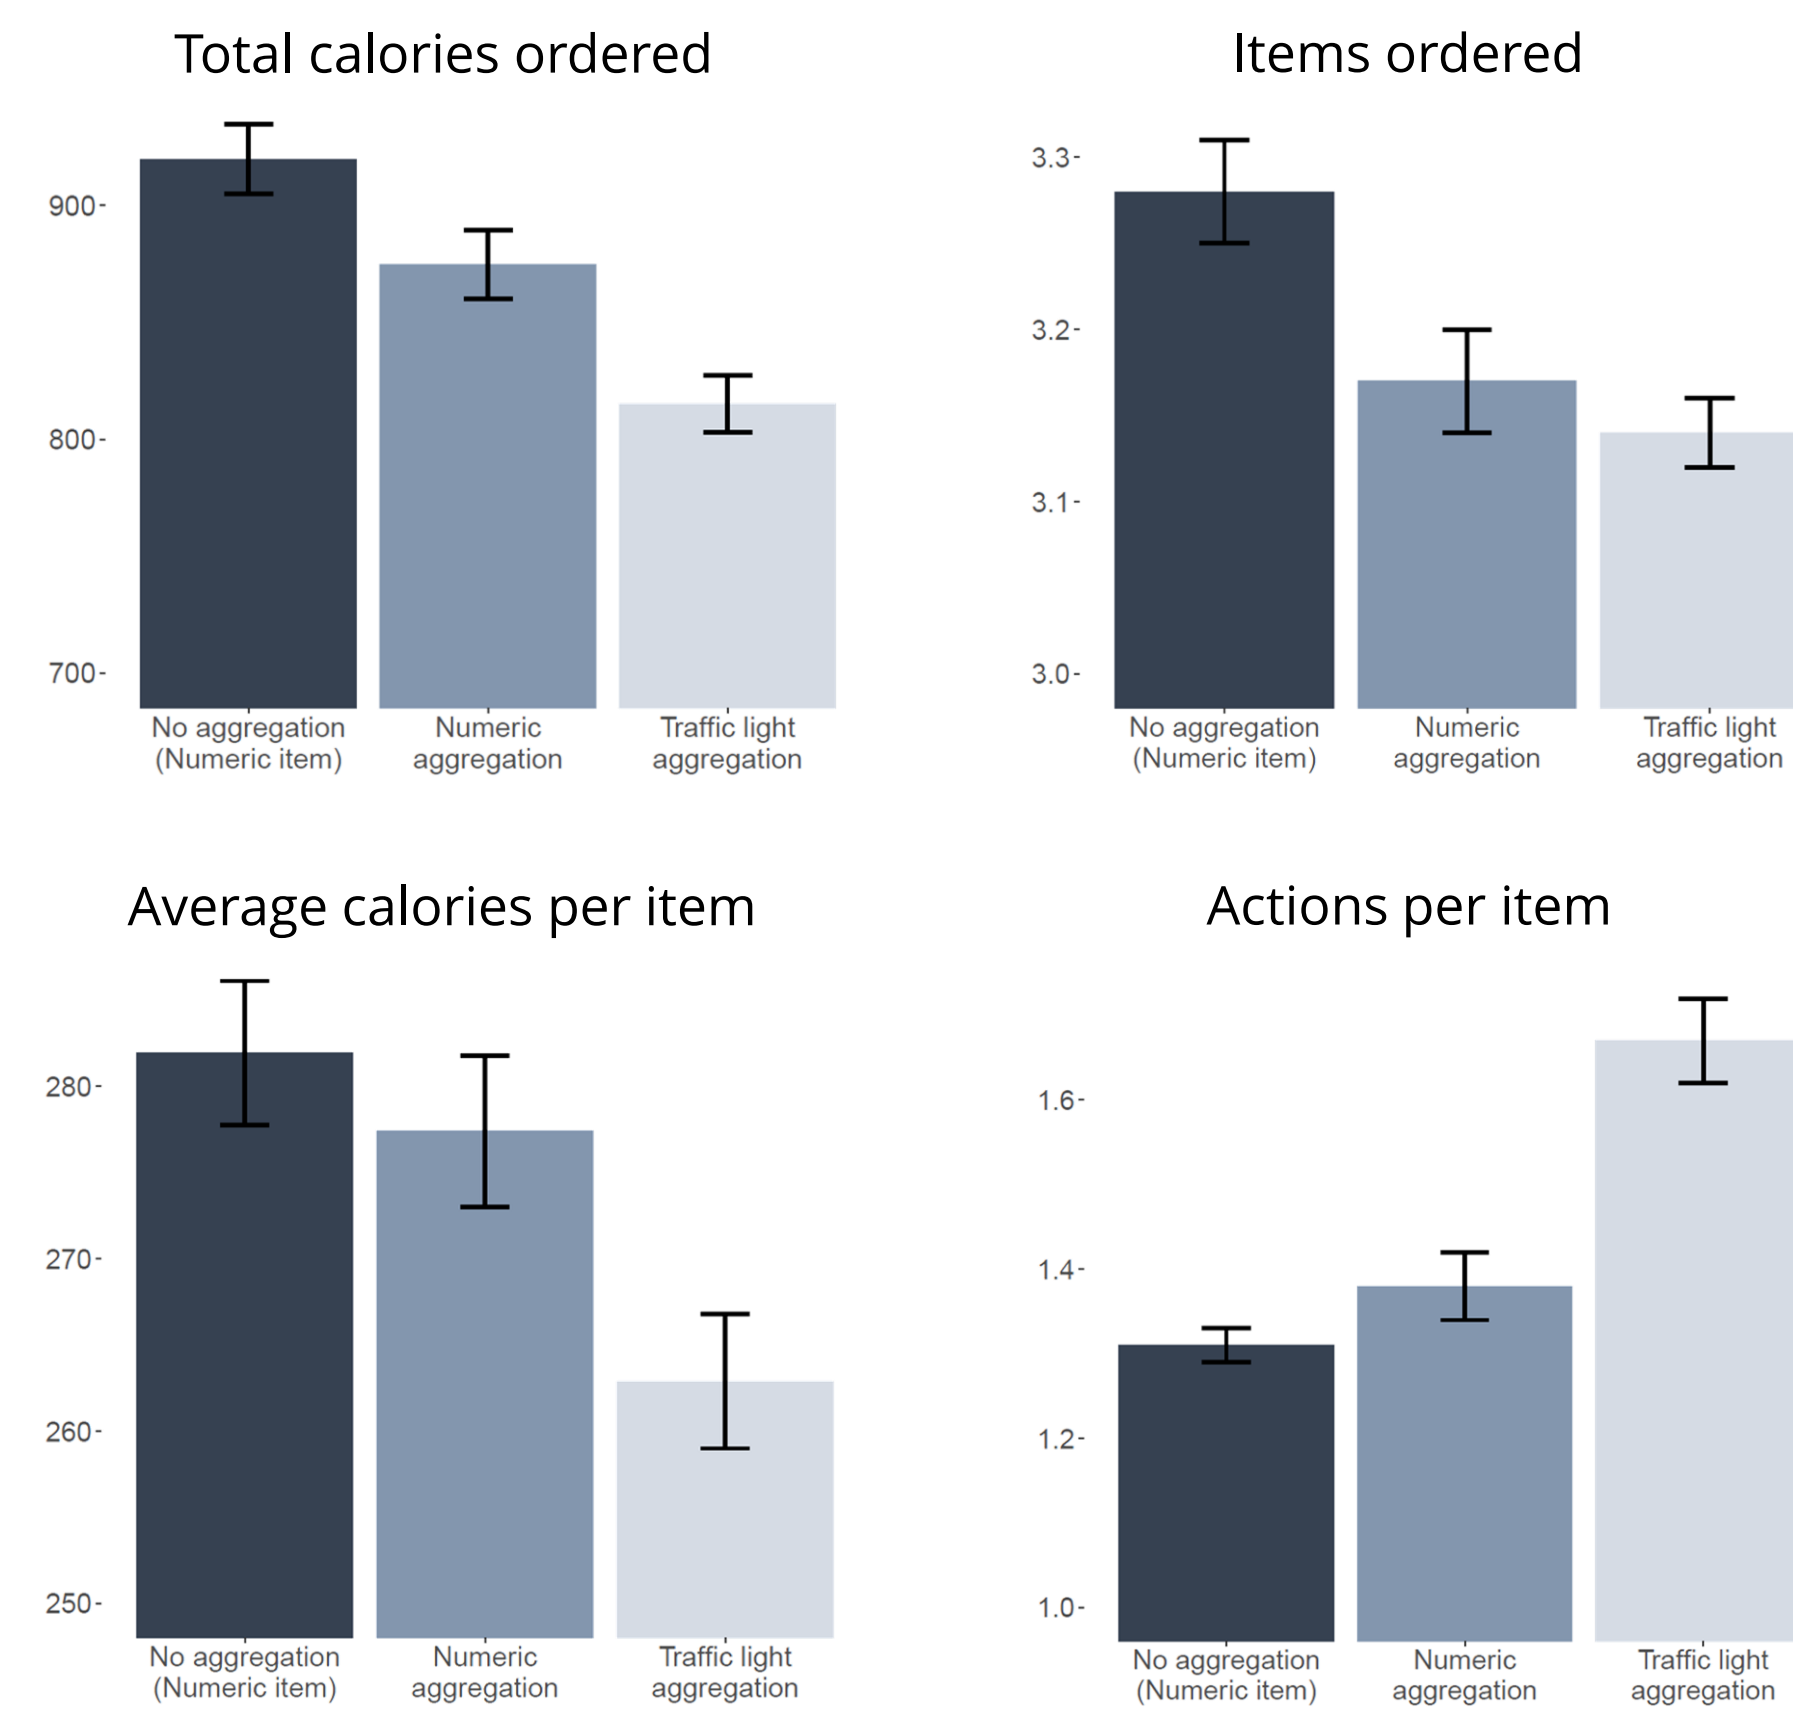 Total calories ordered
900-
800-
700-
No aggregation
(Numeric item)
Numeric
aggregation
Traffic light
aggregation
Items ordered
3.3-
3.2-
3.1-
3.0-
No aggregation
(Numeric item)
Numeric
aggregation
Traffic light
aggregation
Average calories per item
280-
270-
260-
250-
No aggregation
(Numeric item)
Numeric
aggregation
Traffic light
aggregation
Actions per item
1.6-
1.4-
1.2-
1.0-
No aggregation
(Numeric item)
Numeric
aggregation
Traffic light
aggregation